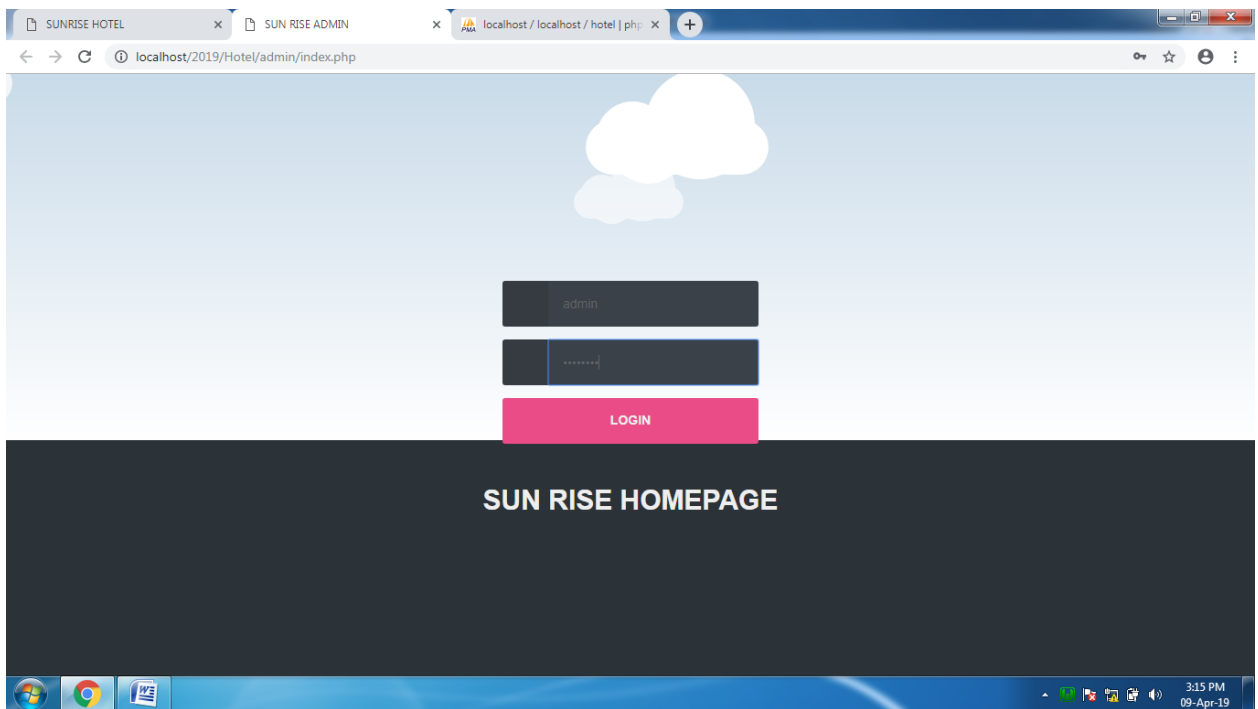 SUNRISE HOTEL
SUN RISE ADMIN
PMA localhost / localhost / hotel | php
localhost/2019/Hotel/admin/index.php
admin
••••••••
LOGIN
SUN RISE HOMEPAGE
W
3:15 PM
09-Apr-19